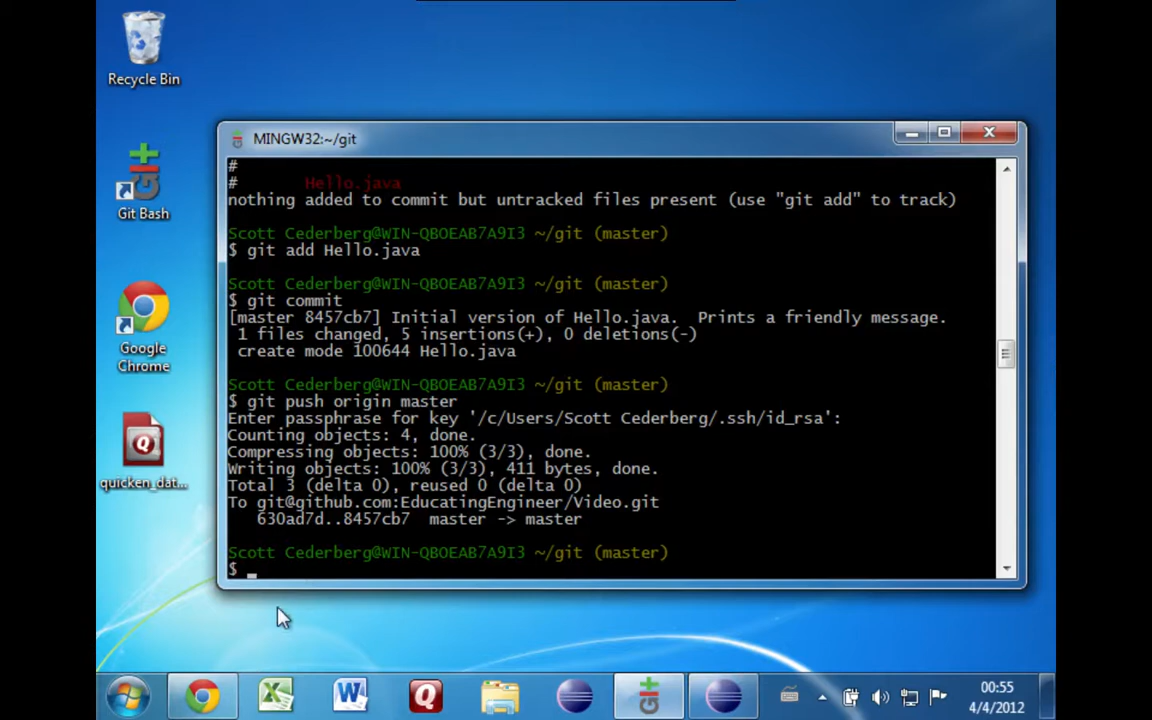 Recycle Bin
Git Bash
Google
Chrome
quicken_dat...
MINGW32:~/git
#
#       Hello.java
nothing added to commit but untracked files present (use "git add" to track)
Scott Cederberg@WIN-QBOEAB7A9I3 ~/git (master)
$ git add Hello.java
Scott Cederberg@WIN-QBOEAB7A9I3 ~/git (master)
$ git commit
[master 8457cb7] Initial version of Hello.java.  Prints a friendly message.
 1 files changed, 5 insertions(+), 0 deletions(-)
 create mode 100644 Hello.java
Scott Cederberg@WIN-QBOEAB7A9I3 ~/git (master)
$ git push origin master
Enter passphrase for key '/c/Users/Scott Cederberg/.ssh/id_rsa':
Counting objects: 4, done.
Compressing objects: 100% (3/3), done.
Writing objects: 100% (3/3), 411 bytes, done.
Total 3 (delta 0), reused 0 (delta 0)
To git@github.com:EducatingEngineer/Video.git
   630ad7d..8457cb7  master -> master
Scott Cederberg@WIN-QBOEAB7A9I3 ~/git (master)
$
00:55
4/4/2012